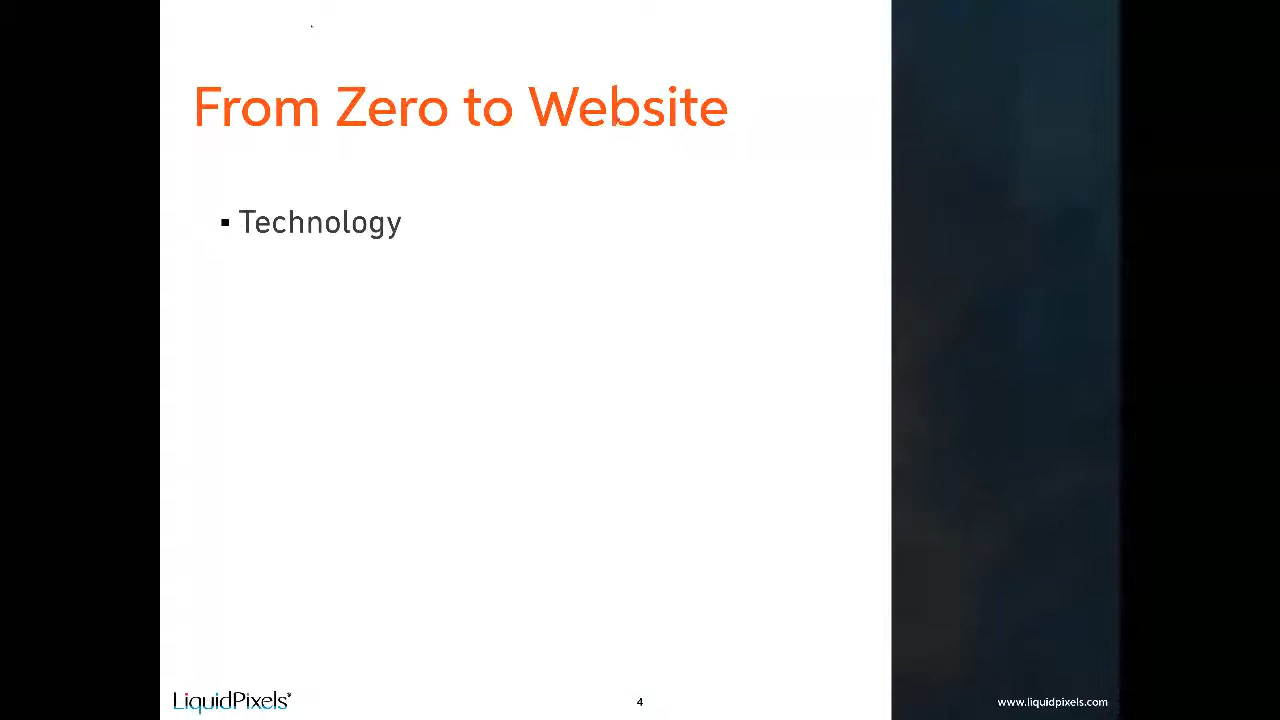 From Zero to Website
▪ Technology
LiquidPixels®
4
www.liquidpixels.com